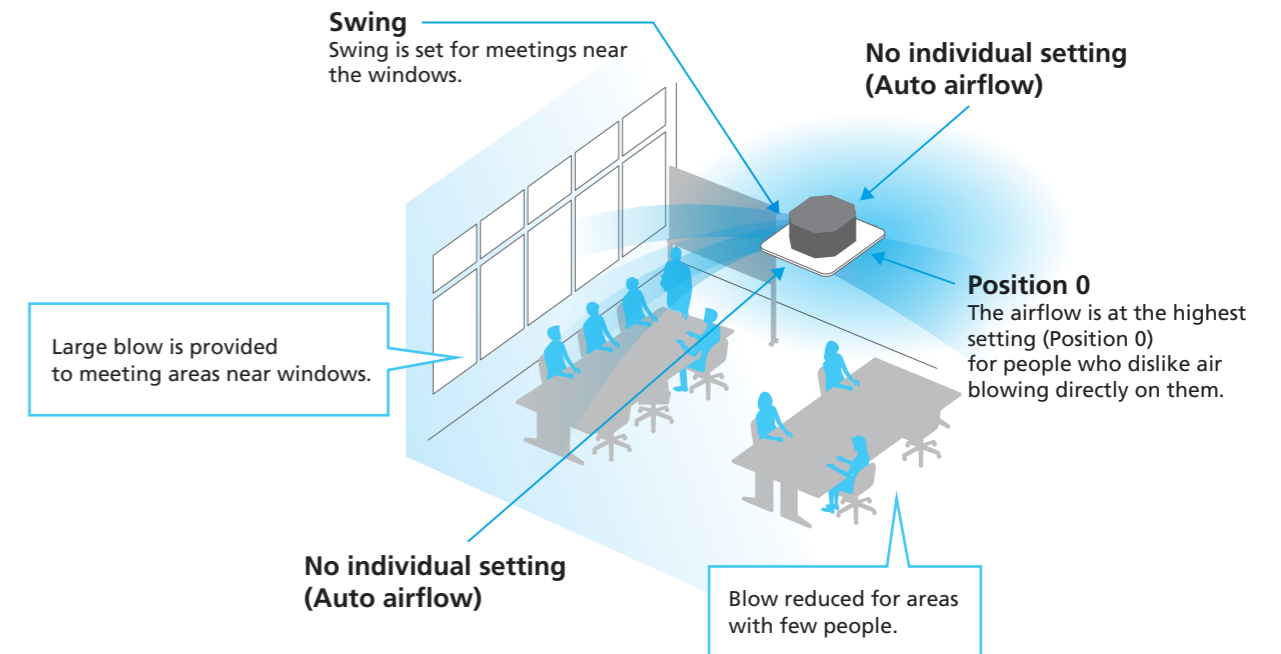 Swing
Swing is set for meetings near
the windows.
No individual setting
(Auto airflow)
Position 0
The airflow is at the highest
setting (Position 0)
for people who dislike air
blowing directly on them.
Large blow is provided
to meeting areas near windows.
No individual setting
(Auto airflow)
Blow reduced for areas
with few people.